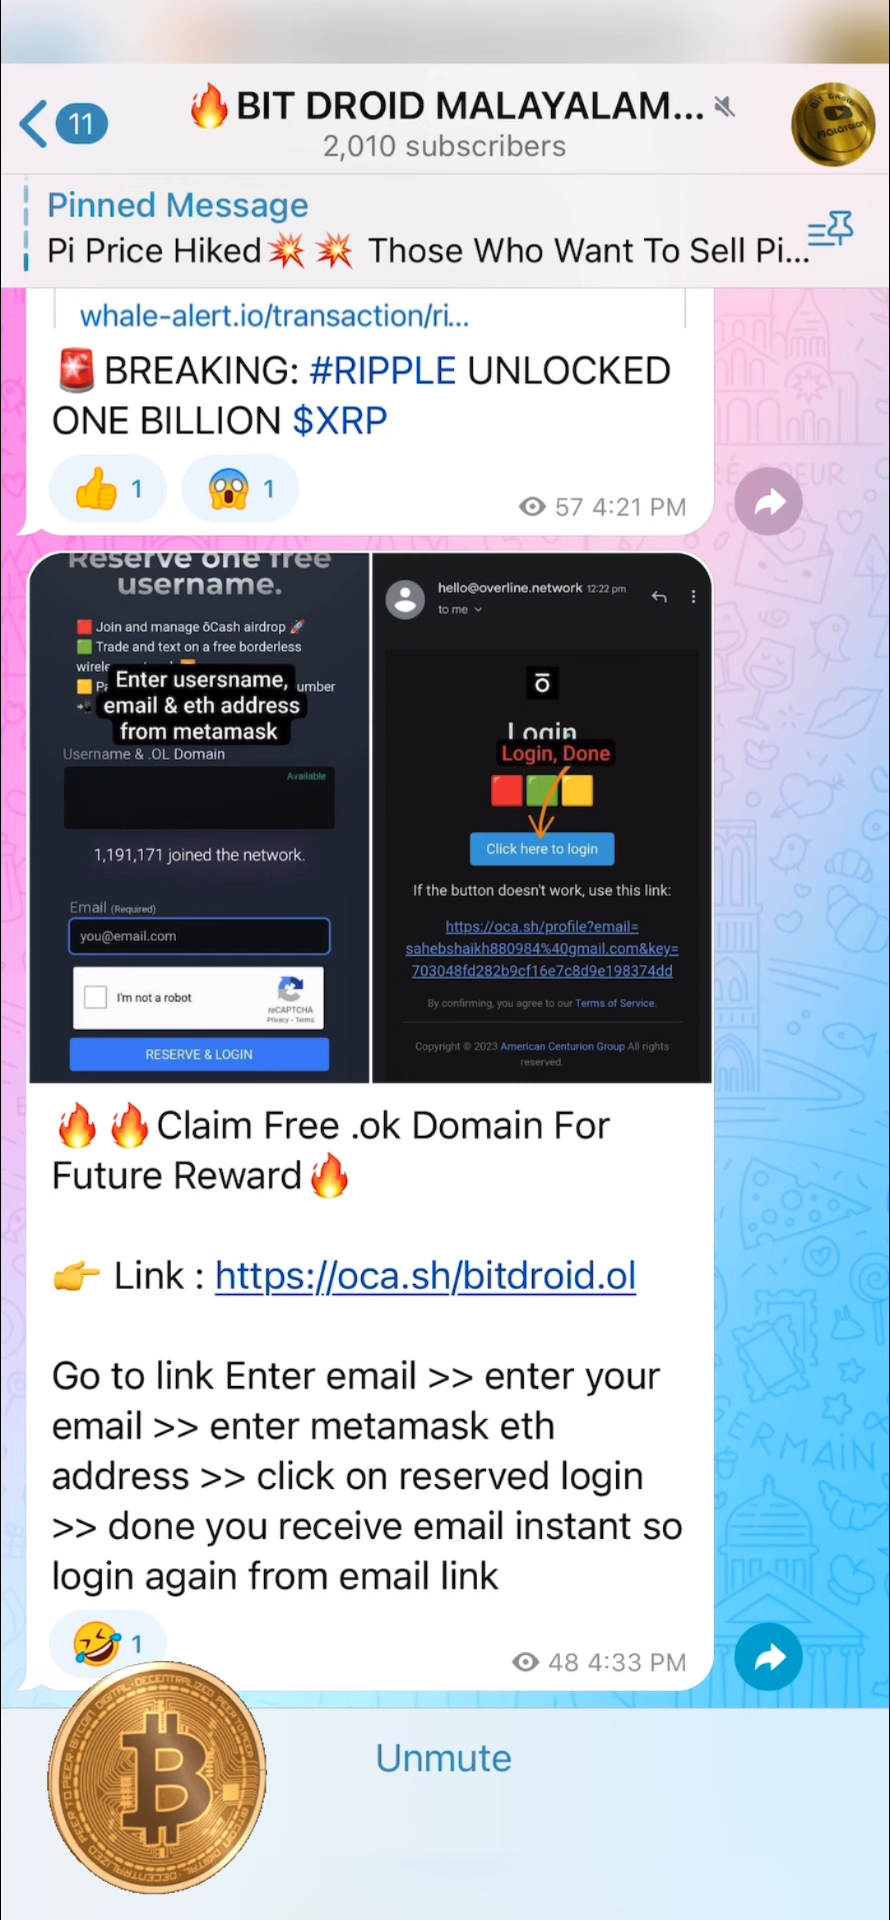 11
🔥BIT DROID MALAYALAM...
2,010 subscribers
Pinned Message
Pi Price Hiked💥💥 Those Who Want To Sell Pi...
whale-alert.io/transaction/ri...
🚨 BREAKING: #RIPPLE UNLOCKED
ONE BILLION $XRP
👍 1 😱 1
57 4:21 PM
Reserve one free
username.
🟥 Join and manage ōCash airdrop 🚀
🟩 Trade and text on a free borderless
umber
Enter usersname,
email & eth address
from metamask
Username & .OL Domain
Available
1,191,171 joined the network.
Email (Required)
you@email.com
I'm not a robot
reCAPTCHA
Privacy - Terms
RESERVE & LOGIN
hello@overline.network 12:22 pm
to me
ō
Login
Login, Done
Click here to login
If the button doesn't work, use this link:
https://oca.sh/profile?email=
sahebshaikh880984%40gmail.com&key=
703048fd282b9cf16e7c8d9e198374dd
By confirming, you agree to our Terms of Service.
Copyright © 2023 American Centurion Group All rights
reserved.
🔥🔥Claim Free .ok Domain For
Future Reward🔥
👉 Link : https://oca.sh/bitdroid.ol
Go to link Enter email >> enter your
email >> enter metamask eth
address >> click on reserved login
>> done you receive email instant so
login again from email link
🤣 1
48 4:33 PM
Unmute